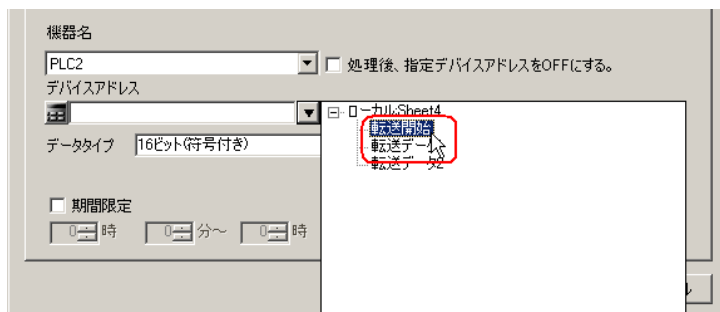 機器名
PLC2
処理後、指定デバイスアドレスをOFFにする。
デバイスアドレス
ローカル:Sheet4
転送開始
転送データ
転送データ2
データタイプ 16ビット(符号付き)
期間限定
0 時 0 分～ 0 時
ル